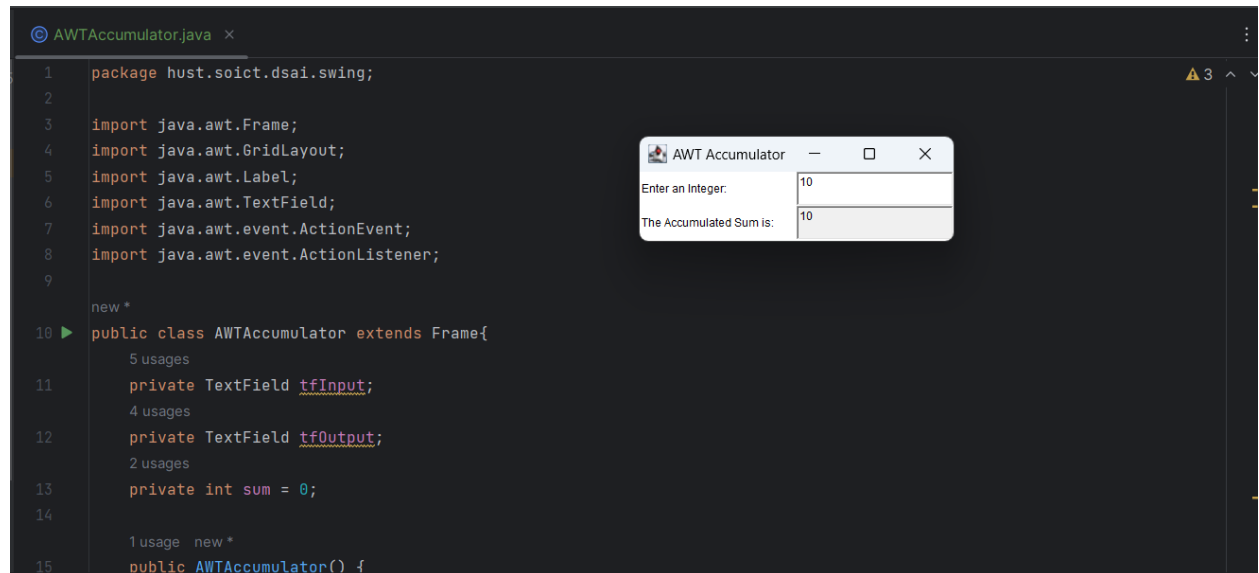 AWTAccumulator.java
1 package hust.soict.dsai.swing;
3
2
3 import java.awt.Frame;
4 import java.awt.GridLayout;
5 import java.awt.Label;
6 import java.awt.TextField;
7 import java.awt.event.ActionEvent;
8 import java.awt.event.ActionListener;
9
new *
10 public class AWTAccumulator extends Frame{
5 usages
11 private TextField tfInput;
4 usages
12 private TextField tfOutput;
2 usages
13 private int sum = 0;
14
1 usage new *
15 public AWTAccumulator() {
AWT Accumulator
Enter an Integer: 10
The Accumulated Sum is: 10